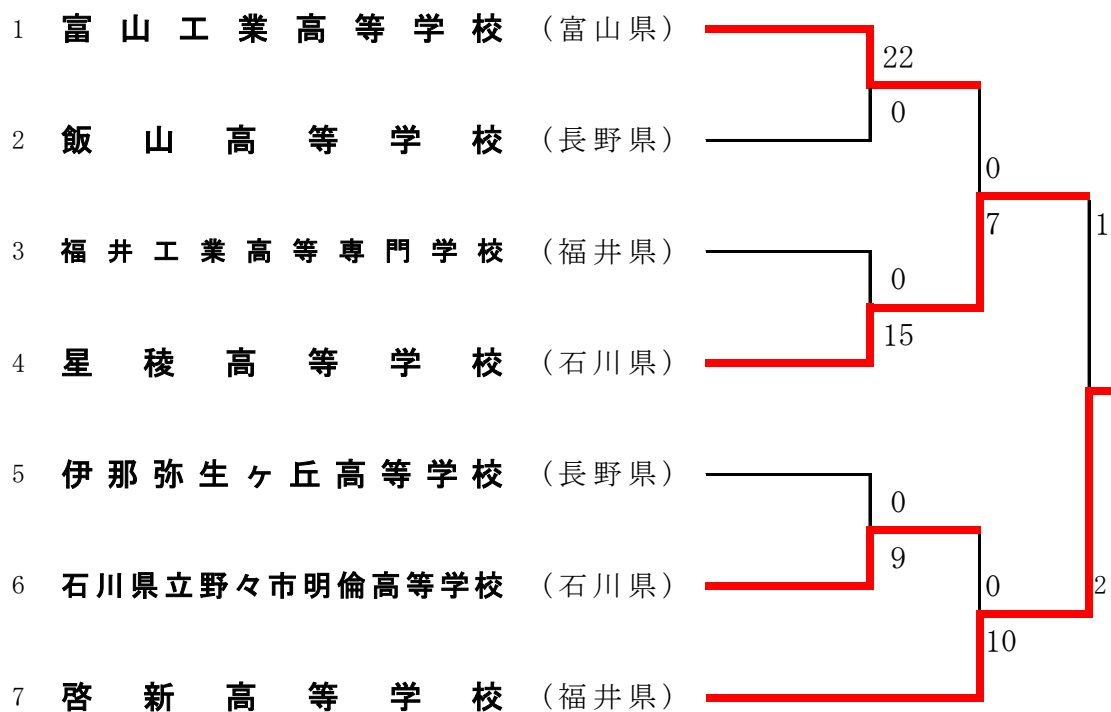 1 富山工業高等学校 (富山県)
22
0
2 飯山高等学校 (長野県)
0
7
1
3 福井工業高等専門学校 (福井県)
0
15
4 星稜高等学校 (石川県)
5 伊那弥生ヶ丘高等学校 (長野県)
0
9
6 石川県立野々市明倫高等学校 (石川県)
0
2
10
7 啓新高等学校 (福井県)